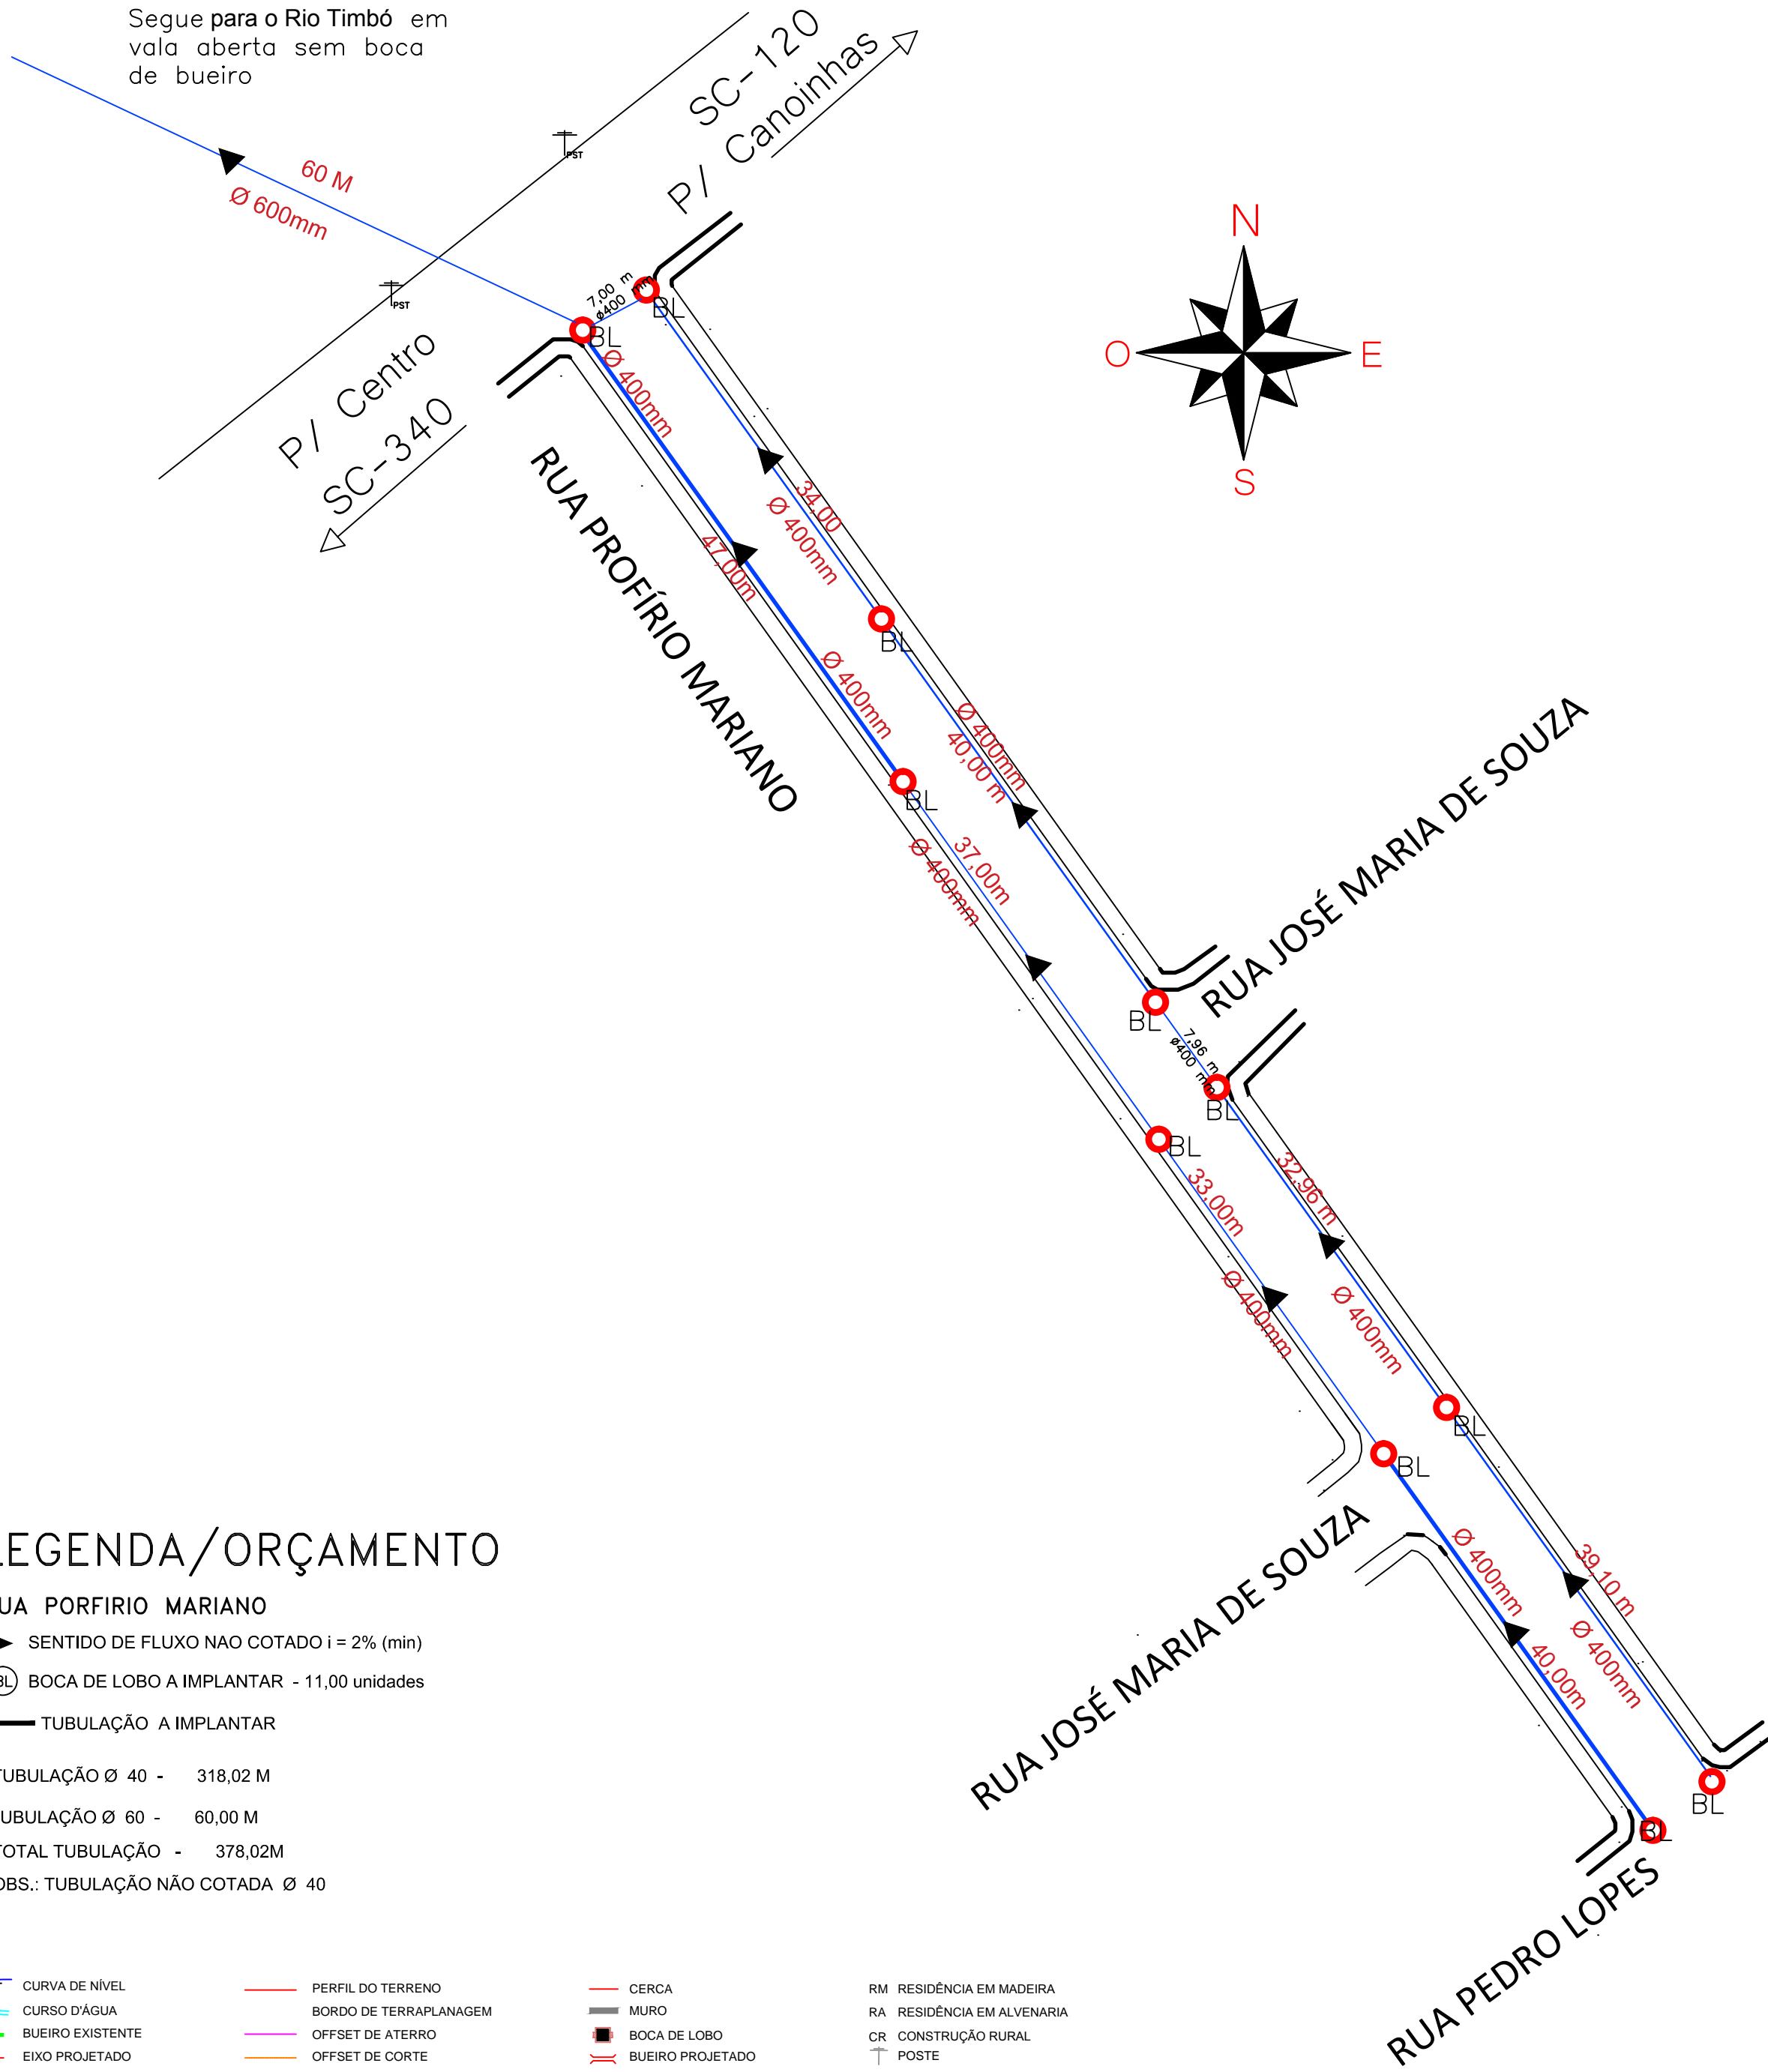 Segue para o Rio Timbó em
vala aberta sem boca
de bueiro
SC-120
P/ Canoinhas
60 M
Ø 600mm
PST
PST
7,00 m
ø400 mm
BL
BL
P/ Centro
SC-340
N
O
E
S
Ø 400mm
RUA PROFÍRIO MARIANO
47,00m
34,00
Ø 400mm
BL
Ø 400mm
Ø 400mm
40,00 m
BL
37,00m
Ø 400mm
RUA JOSÉ MARIA DE SOUZA
BL
7,96 m
ø400 mm
BL
BL
33,00m
Ø 400mm
32,96 m
Ø 400mm
BL
BL
RUA JOSÉ MARIA DE SOUZA
Ø 400mm
40,00m
39,10 m
Ø 400mm
BL
BL
RUA PEDRO LOPES
LEGENDA/ORÇAMENTO
UA PORFIRIO MARIANO
SENTIDO DE FLUXO NAO COTADO i = 2% (min)
BL BOCA DE LOBO A IMPLANTAR - 11,00 unidades
TUBULAÇÃO A IMPLANTAR
TUBULAÇÃO Ø 40 - 318,02 M
UBULAÇÃO Ø 60 - 60,00 M
TOTAL TUBULAÇÃO - 378,02M
OBS.: TUBULAÇÃO NÃO COTADA Ø 40
CURVA DE NÍVEL
CURSO D'ÁGUA
BUEIRO EXISTENTE
EIXO PROJETADO
PERFIL DO TERRENO
BORDO DE TERRAPLANAGEM
OFFSET DE ATERRO
OFFSET DE CORTE
CERCA
MURO
BOCA DE LOBO
BUEIRO PROJETADO
RM RESIDÊNCIA EM MADEIRA
RA RESIDÊNCIA EM ALVENARIA
CR CONSTRUÇÃO RURAL
POSTE